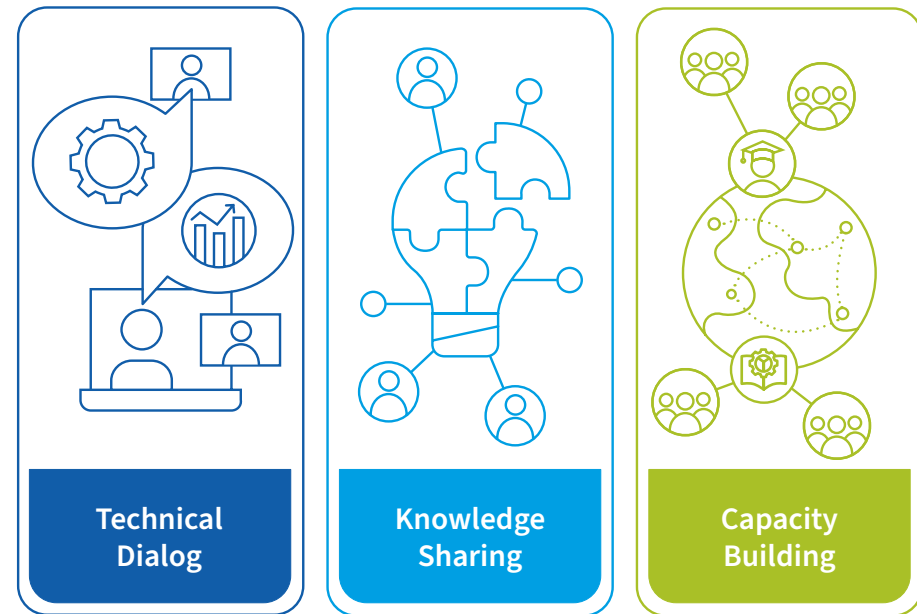 Technical
Dialog
Knowledge
Sharing
Capacity
Building